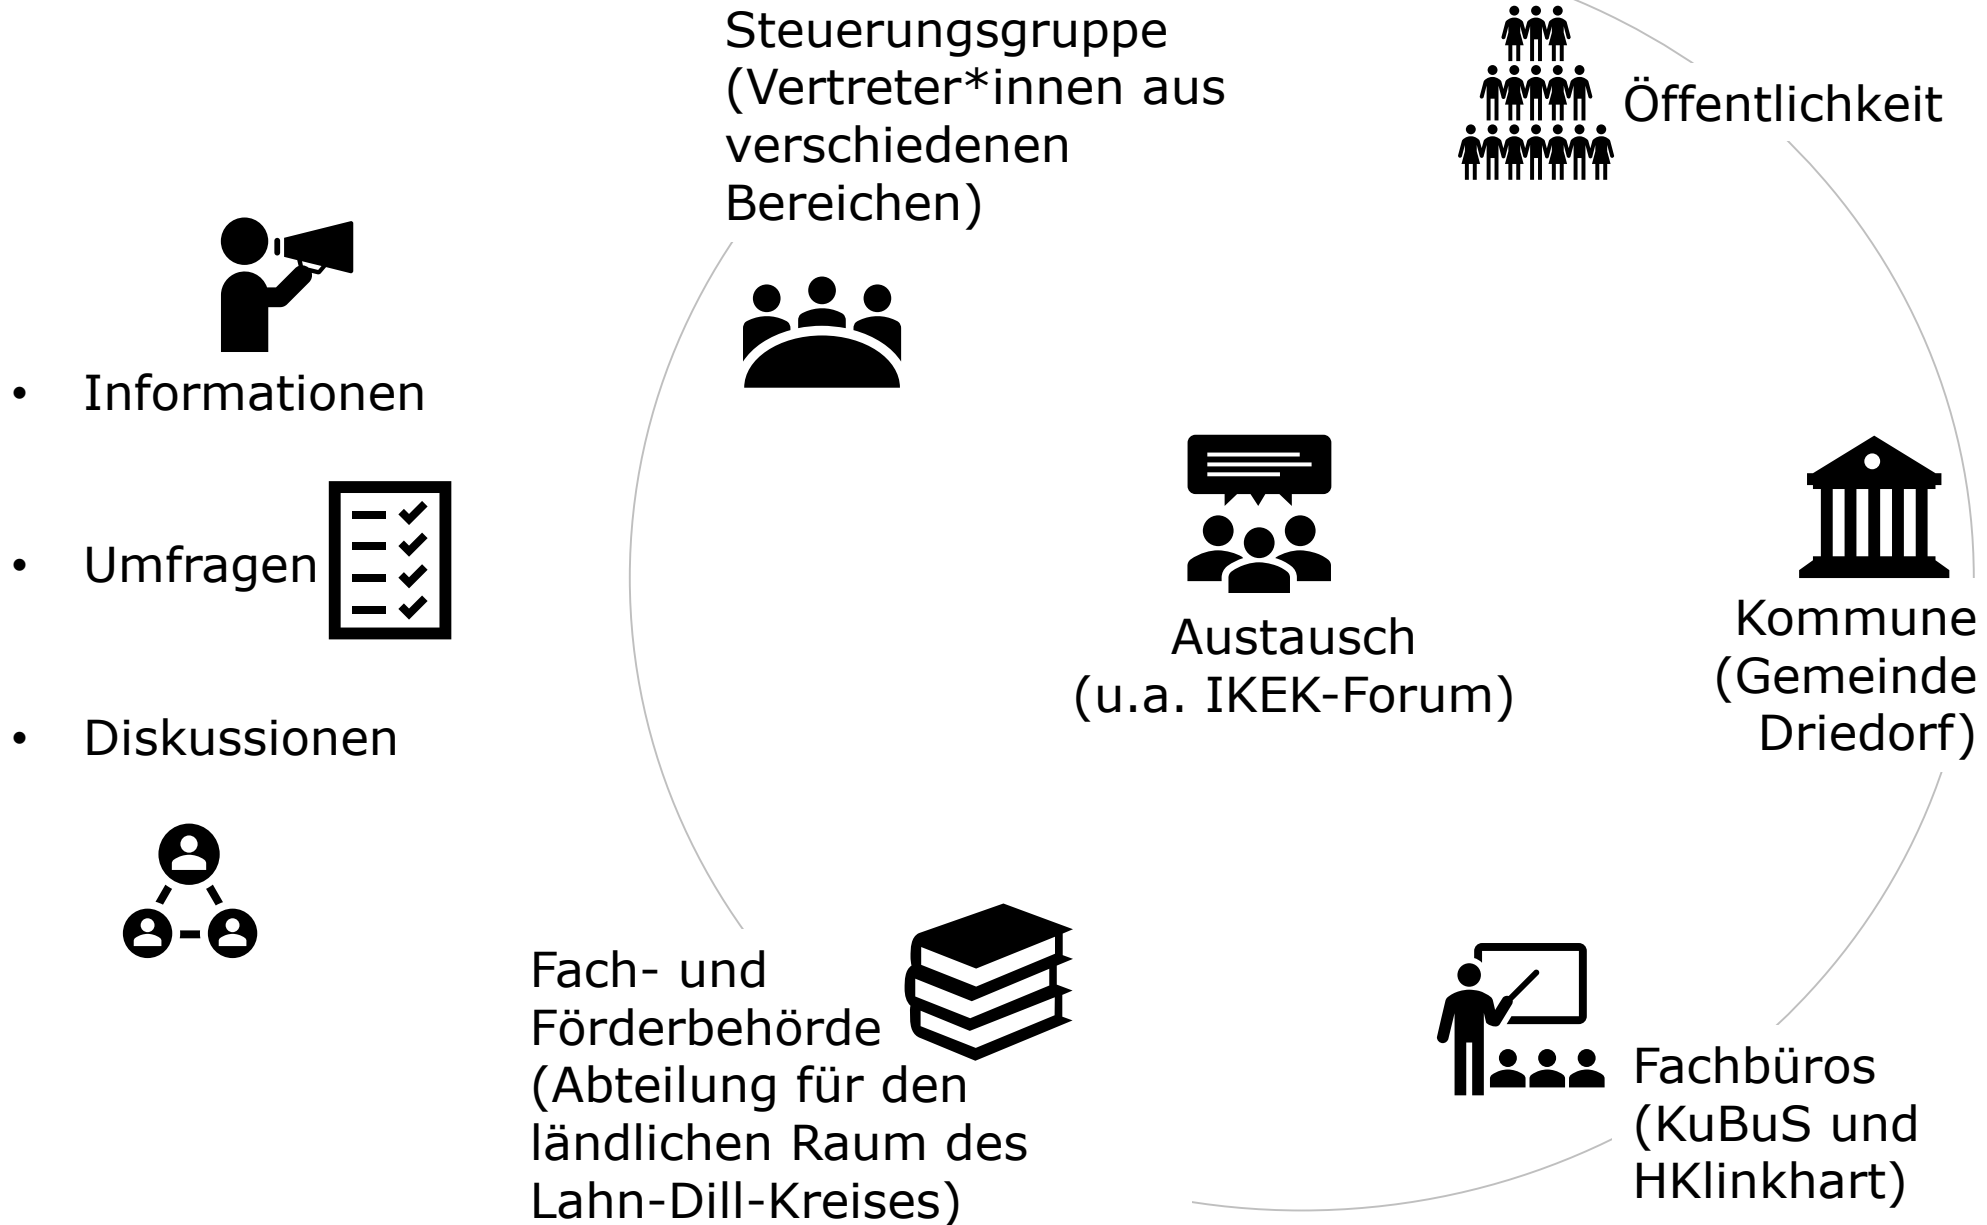 Steuerungsgruppe
(Vertreter*innen aus
verschiedenen
Bereichen)
Öffentlichkeit
• Informationen
• Umfragen
• Diskussionen
Austausch
(u.a. IKEK-Forum)
Kommune
(Gemeinde
Driedorf)
Fach- und
Förderbehörde
(Abteilung für den
ländlichen Raum des
Lahn-Dill-Kreises)
Fachbüros
(KuBuS und
HKlinkhart)